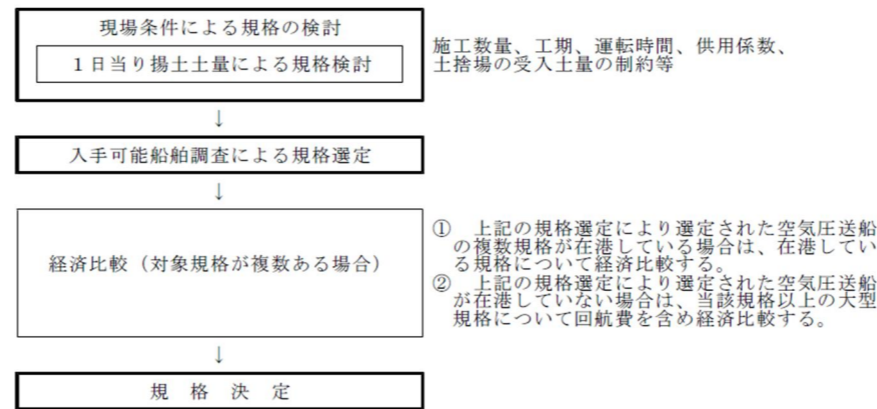 現場条件による規格の検討
1日当り揚土土量による規格検討
施工数量、工期、運転時間、供用係数、
土捨場の受入土量の制約等
↓
入手可能船舶調査による規格選定
↓
経済比較（対象規格が複数ある場合）
① 上記の規格選定により選定された空気圧送船
の複数規格が在港している場合は、在港してい
る規格について経済比較する。
② 上記の規格選定により選定された空気圧送船
が在港していない場合は、当該規格以上の大型
規格について回航費を含め経済比較する。
↓
規 格 決 定